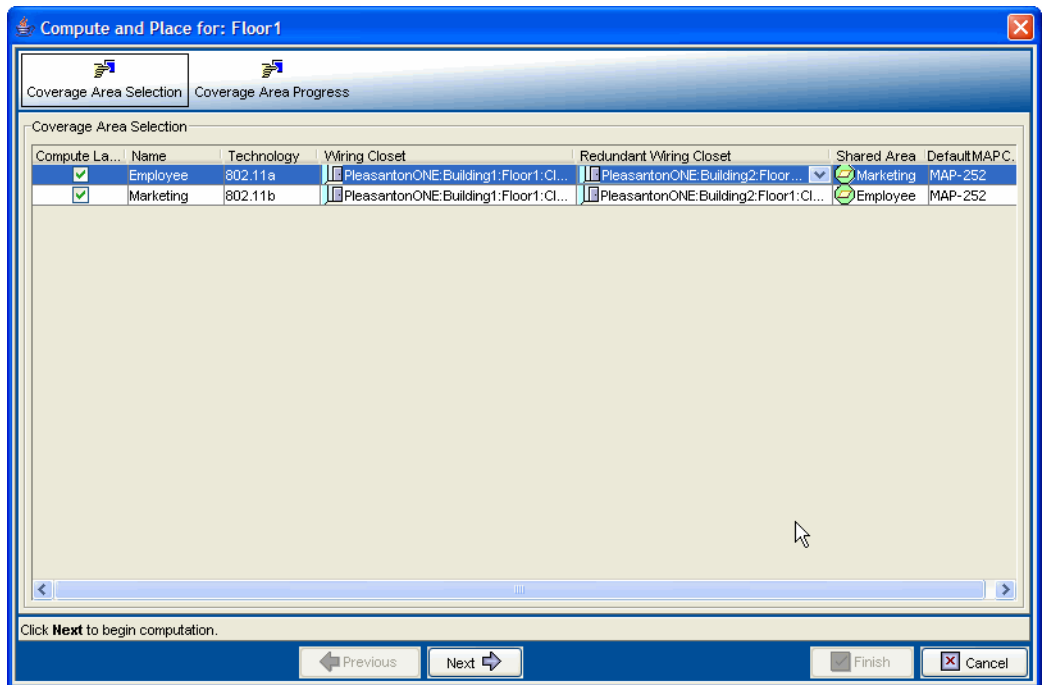 Compute and Place for: Floor1
Coverage Area Selection Coverage Area Progress
Coverage Area Selection
Compute La... Name Technology Wiring Closet Redundant Wiring Closet Shared Area DefaultMAPC.
Employee 802.11a PleasantonONE:Building1:Floor1:Cl... PleasantonONE:Building2:Floor... Marketing MAP-252
Marketing 802.11b PleasantonONE:Building1:Floor1:Cl... PleasantonONE:Building2:Floor1:Cl... Employee MAP-252
Click Next to begin computation.
Previous Next Finish Cancel